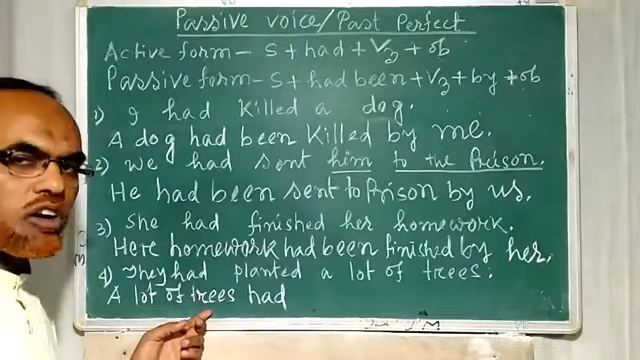 Passive voice/Past Perfect
Active form - S + had + V3 + ob
Passive form - S + had been + V3 + by + ob
1) I had killed a dog.
A dog had been killed by me.
2) we had sent him to the Prison.
He had been sent to Prison by us.
3) She had finished her homework.
Here homework had been finished by her.
4) They had planted a lot of trees.
A lot of trees had